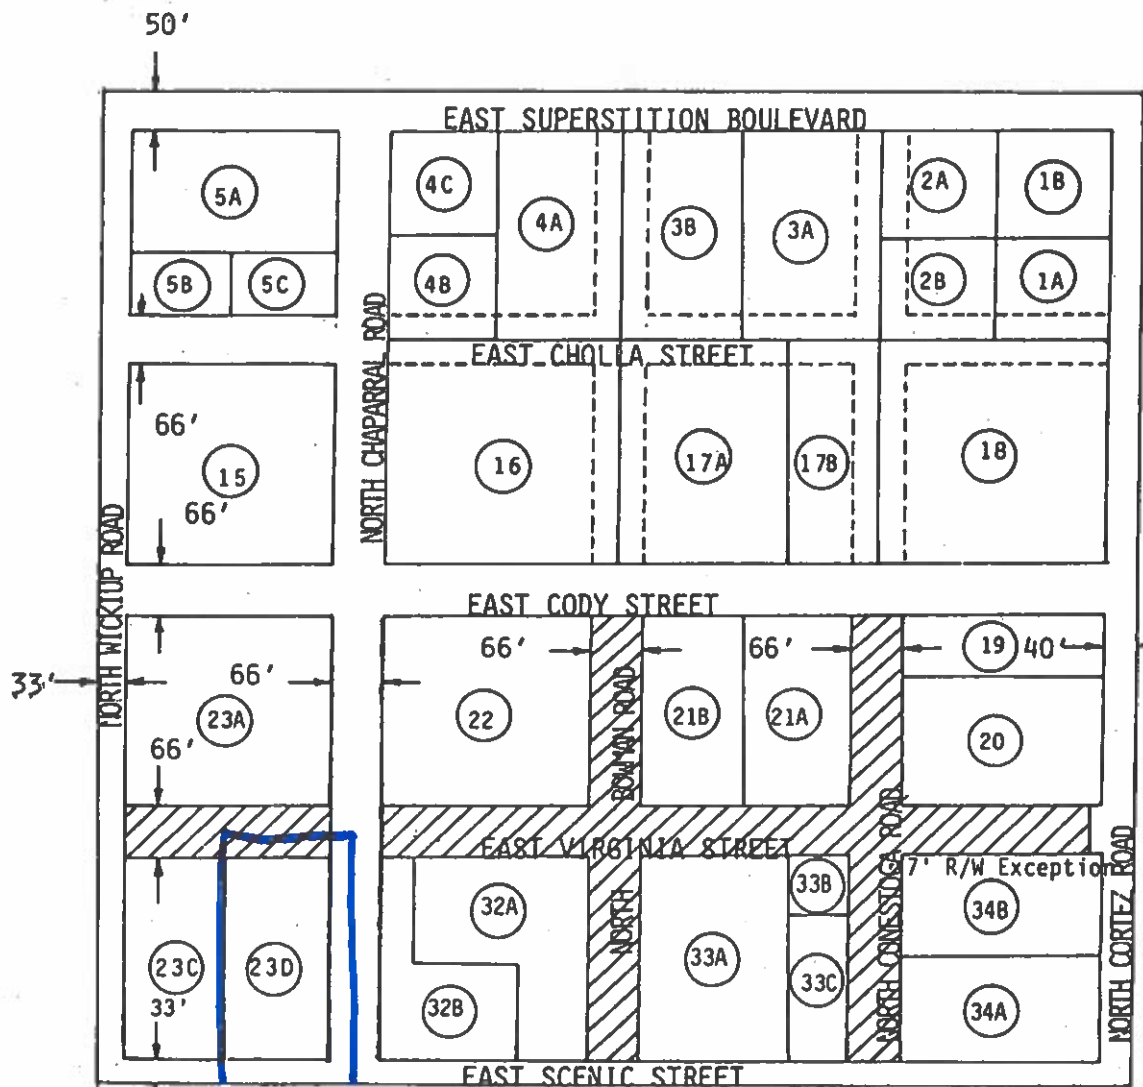 50'
EAST SUPERSTITION BOULEVARD
5A
4C
4A
3B
3A
2A
1B
5B
5C
4B
2B
1A
NORTH CHAPARRAL ROAD
EAST CHOLLA STREET
66'
15
66'
16
17A
17B
18
NORTH WICKIUP ROAD
EAST CODY STREET
33'
66'
23A
66'
66'
22
BOWMAN ROAD
21B
66'
21A
19
40'
20
EAST VIRGINIA STREET
7' R/W Exception
NORTH CONESTOGA ROAD
NORTH CORTEZ ROAD
23C
33'
23D
32A
32B
NORTH
33A
33B
33C
34B
34A
EAST SCENIC STREET